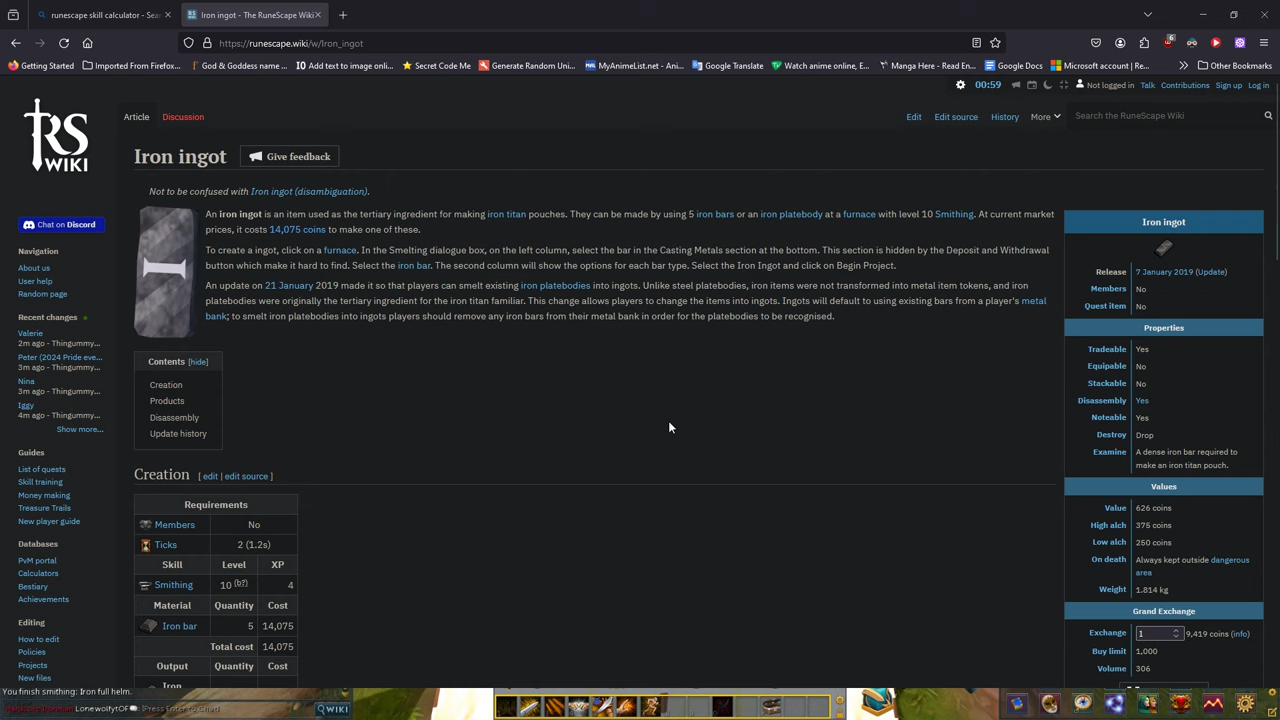 runescape skill calculator - Sea
Iron ingot - The RuneScape Wiki
https://runescape.wiki/w/Iron_ingot
Getting Started
Imported From Firefox...
God & Goddess name ...
Add text to image onl...
Secret Code Me
Generate Random Uni...
MyAnimeList.net - Ani...
Google Translate
Watch anime online, E...
Manga Here - Read En...
Google Docs
Microsoft account | Re...
Other Bookmarks
00:59
Not logged in Talk Contributions Sign up Log in
RS
WIKI
Article Discussion
Edit Edit source History More
Search the RuneScape Wiki
Iron ingot
Give feedback
Not to be confused with Iron ingot (disambiguation).
An iron ingot is an item used as the tertiary ingredient for making iron titan pouches. They can be made by using 5 iron bars or an iron platebody at a furnace with level 10 Smithing. At current market
prices, it costs 14,075 coins to make one of these.
To create a ingot, click on a furnace. In the Smelting dialogue box, on the left column, select the bar in the Casting Metals section at the bottom. This section is hidden by the Deposit and Withdrawal
button which make it hard to find. Select the iron bar. The second column will show the options for each bar type. Select the Iron Ingot and click on Begin Project.
An update on 21 January 2019 made it so that players can smelt existing iron platebodies into ingots. Unlike steel platebodies, iron items were not transformed into metal item tokens, and iron
platebodies were originally the tertiary ingredient for the iron titan familiar. This change allows players to change the items into ingots. Ingots will default to using existing bars from a player's metal
bank; to smelt iron platebodies into ingots players should remove any iron bars from their metal bank in order for the platebodies to be recognised.
Contents [hide]
Creation
Products
Disassembly
Update history
Creation [ edit | edit source ]
Requirements
Members No
Ticks 2 (1.2s)
Skill Level XP
Smithing 10 (b?) 4
Material Quantity Cost
Iron bar 5 14,075
Total cost 14,075
Output Quantity Cost
Iron
Chat on Discord
Navigation
About us
User help
Random page
Recent changes
Valerie
2m ago - Thingummy...
Peter (2024 Pride eve...
3m ago - Thingummy...
Nina
3m ago - Thingummy...
Iggy
4m ago - Thingummy...
Show more...
Guides
List of quests
Skill training
Money making
Treasure Trails
New player guide
Databases
PvM portal
Calculators
Bestiary
Achievements
Editing
How to edit
Policies
Projects
New files
Iron ingot
Release 7 January 2019 (Update)
Members No
Quest item No
Properties
Tradeable Yes
Equipable No
Stackable No
Disassembly Yes
Noteable Yes
Destroy Drop
Examine A dense iron bar required to
make an iron titan pouch.
Values
Value 626 coins
High alch 375 coins
Low alch 250 coins
On death Always kept outside dangerous
area
Weight 1.814 kg
Grand Exchange
Exchange 1 9,419 coins (info)
Buy limit 1,000
Volume 306
You finish smithing: Iron full helm.
WIKI